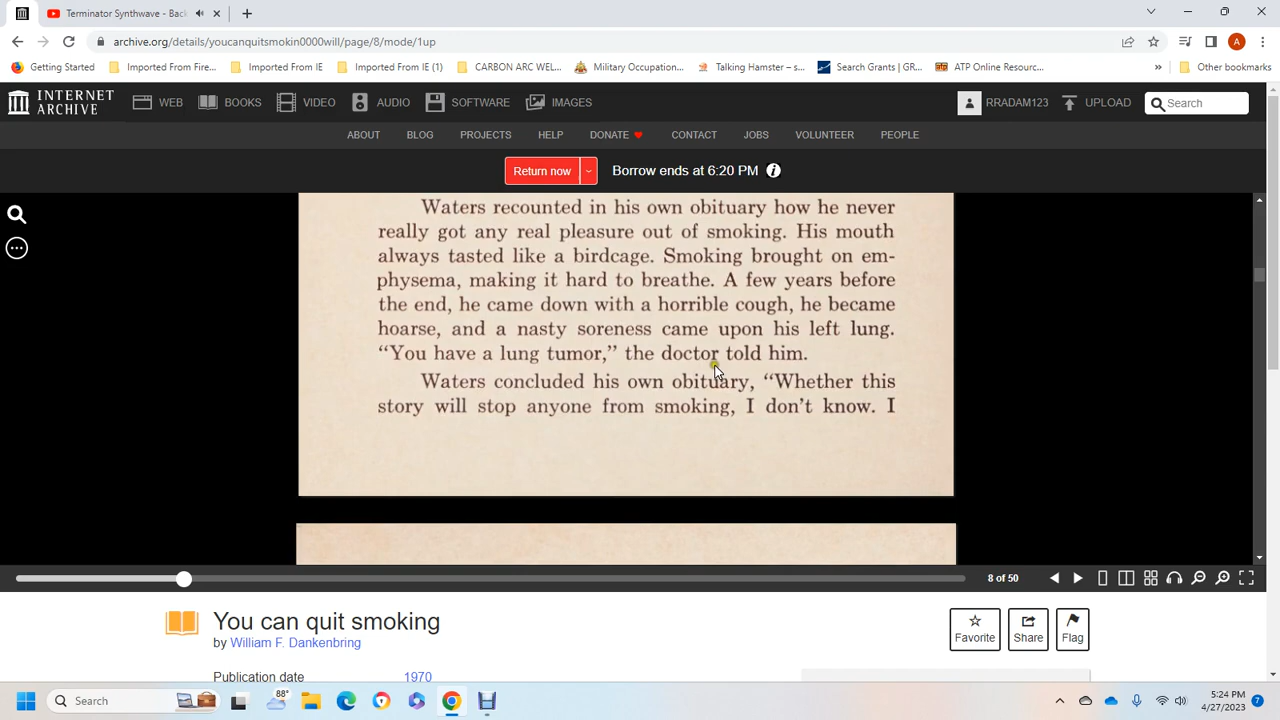 Terminator Synthwave - Bac
archive.org/details/youcanquitsmokin0000will/page/8/mode/1up
Getting Started
Imported From Fire...
Imported From IE
Imported From IE (1)
CARBON ARC WEL...
Military Occupation...
Talking Hamster – s...
Search Grants | GR...
ATP Online Resourc...
»
Other bookmarks
A
INTERNET ARCHIVE
WEB
BOOKS
VIDEO
AUDIO
SOFTWARE
IMAGES
RRADAM123
UPLOAD
Search
ABOUT
BLOG
PROJECTS
HELP
DONATE
CONTACT
JOBS
VOLUNTEER
PEOPLE
Return now
Borrow ends at 6:20 PM
Waters recounted in his own obituary how he never
really got any real pleasure out of smoking. His mouth
always tasted like a birdcage. Smoking brought on em-
physema, making it hard to breathe. A few years before
the end, he came down with a horrible cough, he became
hoarse, and a nasty soreness came upon his left lung.
“You have a lung tumor,” the doctor told him.
Waters concluded his own obituary, “Whether this
story will stop anyone from smoking, I don’t know. I
8 of 50
You can quit smoking
by William F. Dankenbring
Favorite
Share
Flag
Publication date 1970
Search
88°
5:24 PM
4/27/2023